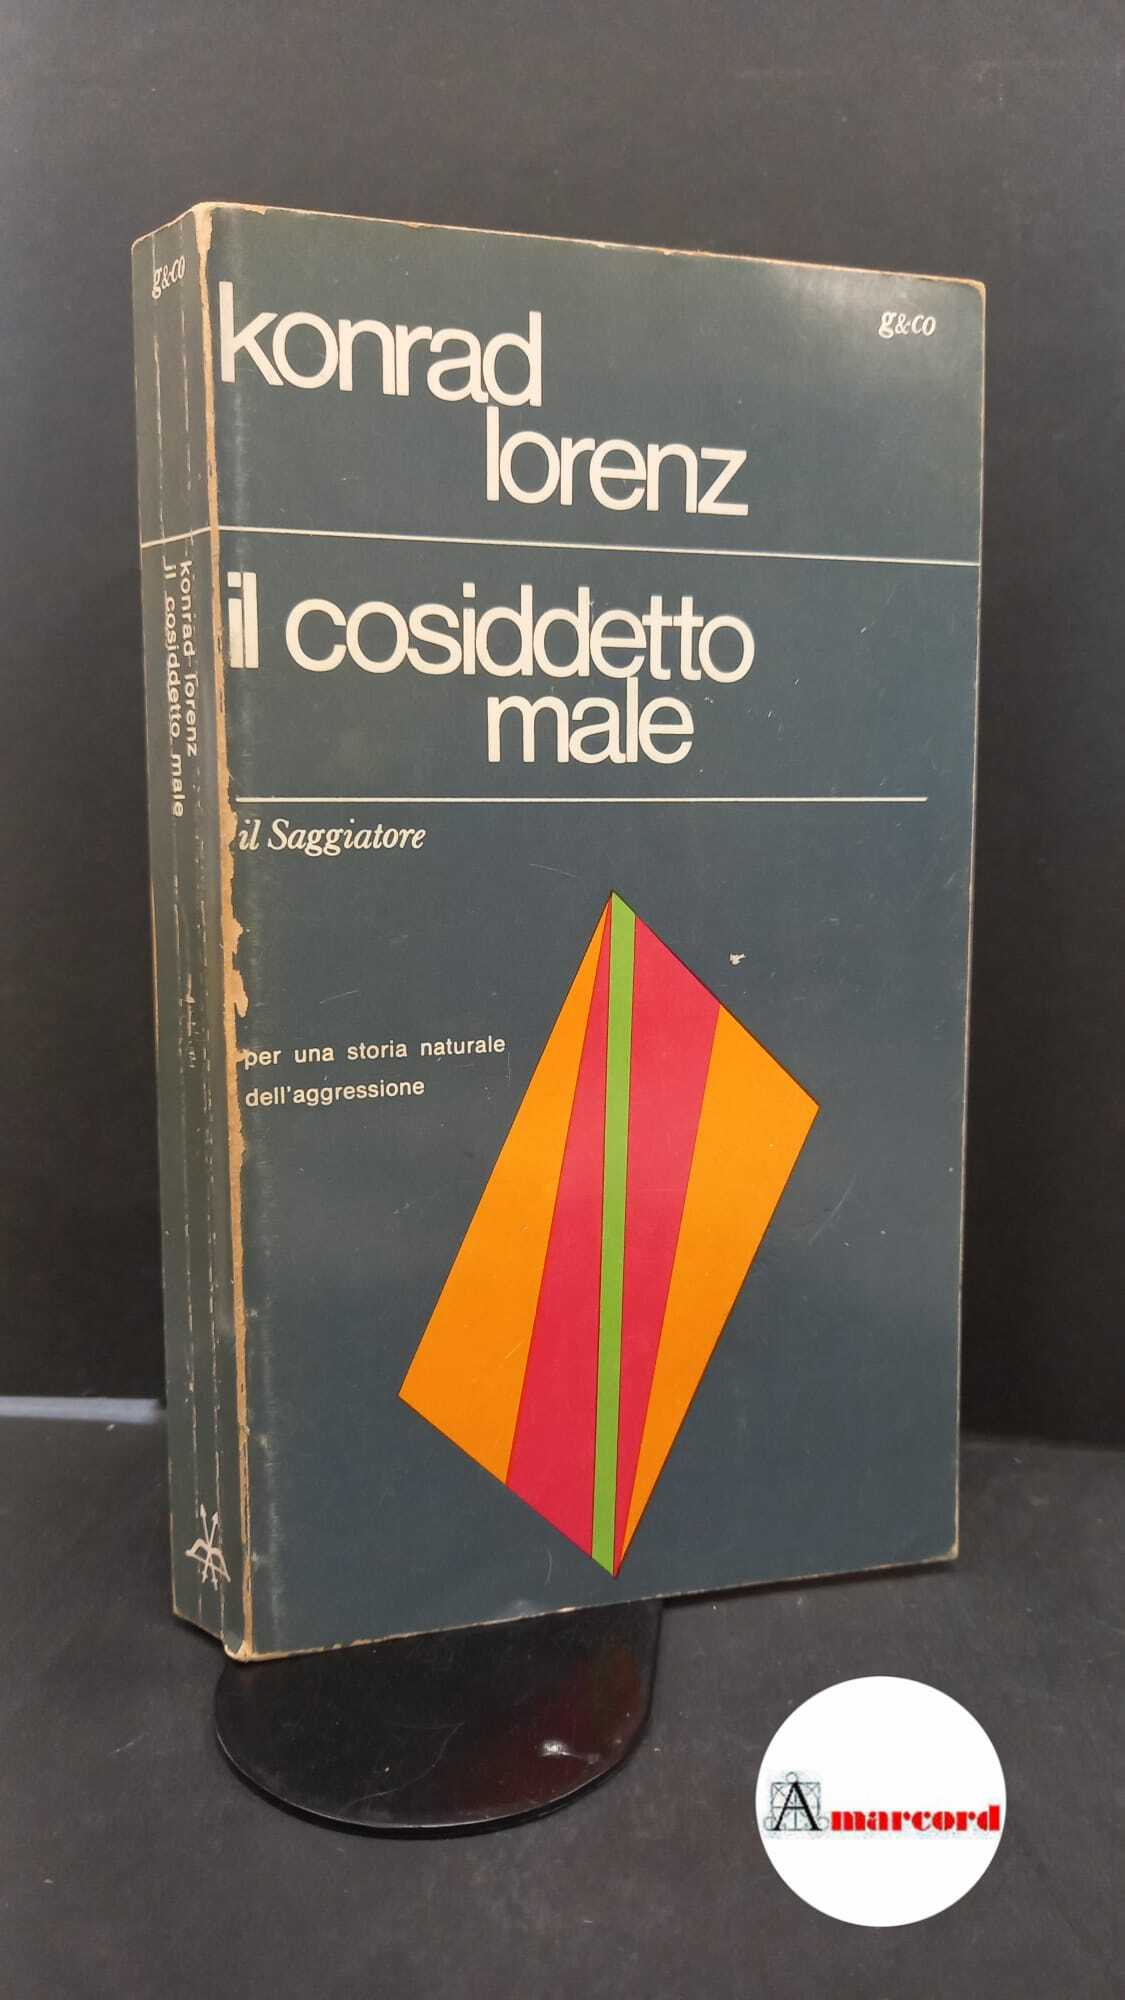 g&co
konrad lorenz
il cosiddetto male
konrad
lorenz
g&co
il cosiddetto
male
il Saggiatore
per una storia naturale
dell'aggressione
Amarcord